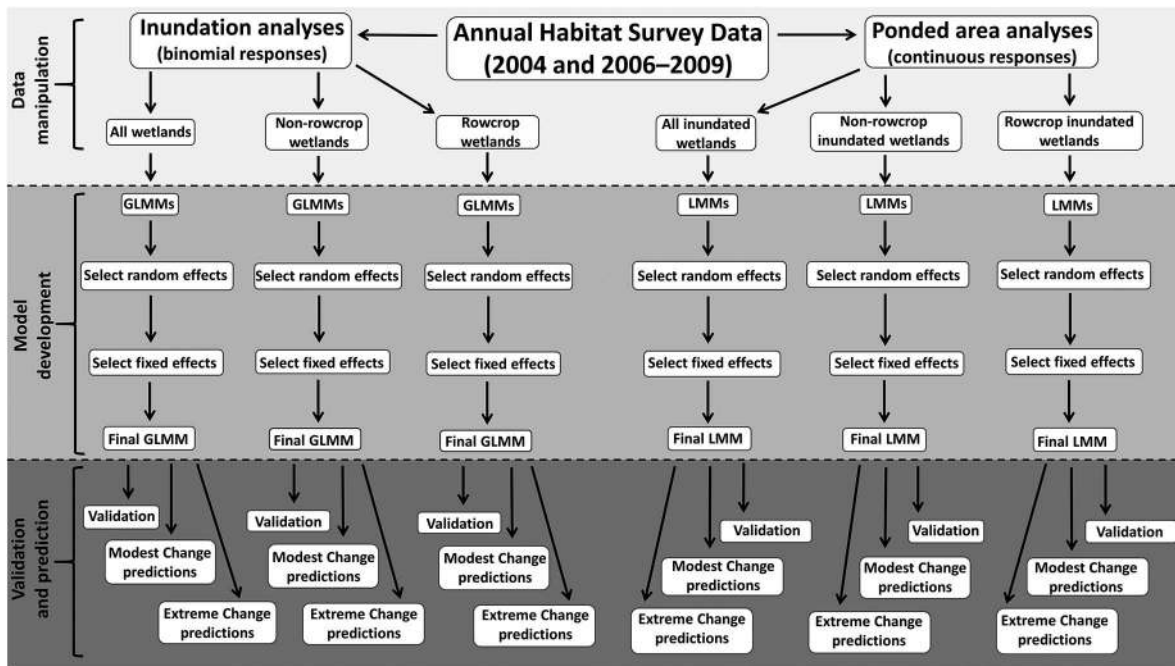 Inundation analyses
(binomial responses)
Annual Habitat Survey Data
(2004 and 2006–2009)
Ponded area analyses
(continuous responses)
Data
manipulation
All wetlands
Non-rowcrop
wetlands
Rowcrop
wetlands
All inundated
wetlands
Non-rowcrop
inundated wetlands
Rowcrop inundated
wetlands
Model
development
GLMMs
GLMMs
GLMMs
LMMs
LMMs
LMMs
Select random effects
Select random effects
Select random effects
Select random effects
Select random effects
Select random effects
Select fixed effects
Select fixed effects
Select fixed effects
Select fixed effects
Select fixed effects
Select fixed effects
Final GLMM
Final GLMM
Final GLMM
Final LMM
Final LMM
Final LMM
Validation
and prediction
Validation
Validation
Validation
Validation
Validation
Validation
Modest Change
predictions
Modest Change
predictions
Modest Change
predictions
Modest Change
predictions
Modest Change
predictions
Modest Change
predictions
Extreme Change
predictions
Extreme Change
predictions
Extreme Change
predictions
Extreme Change
predictions
Extreme Change
predictions
Extreme Change
predictions